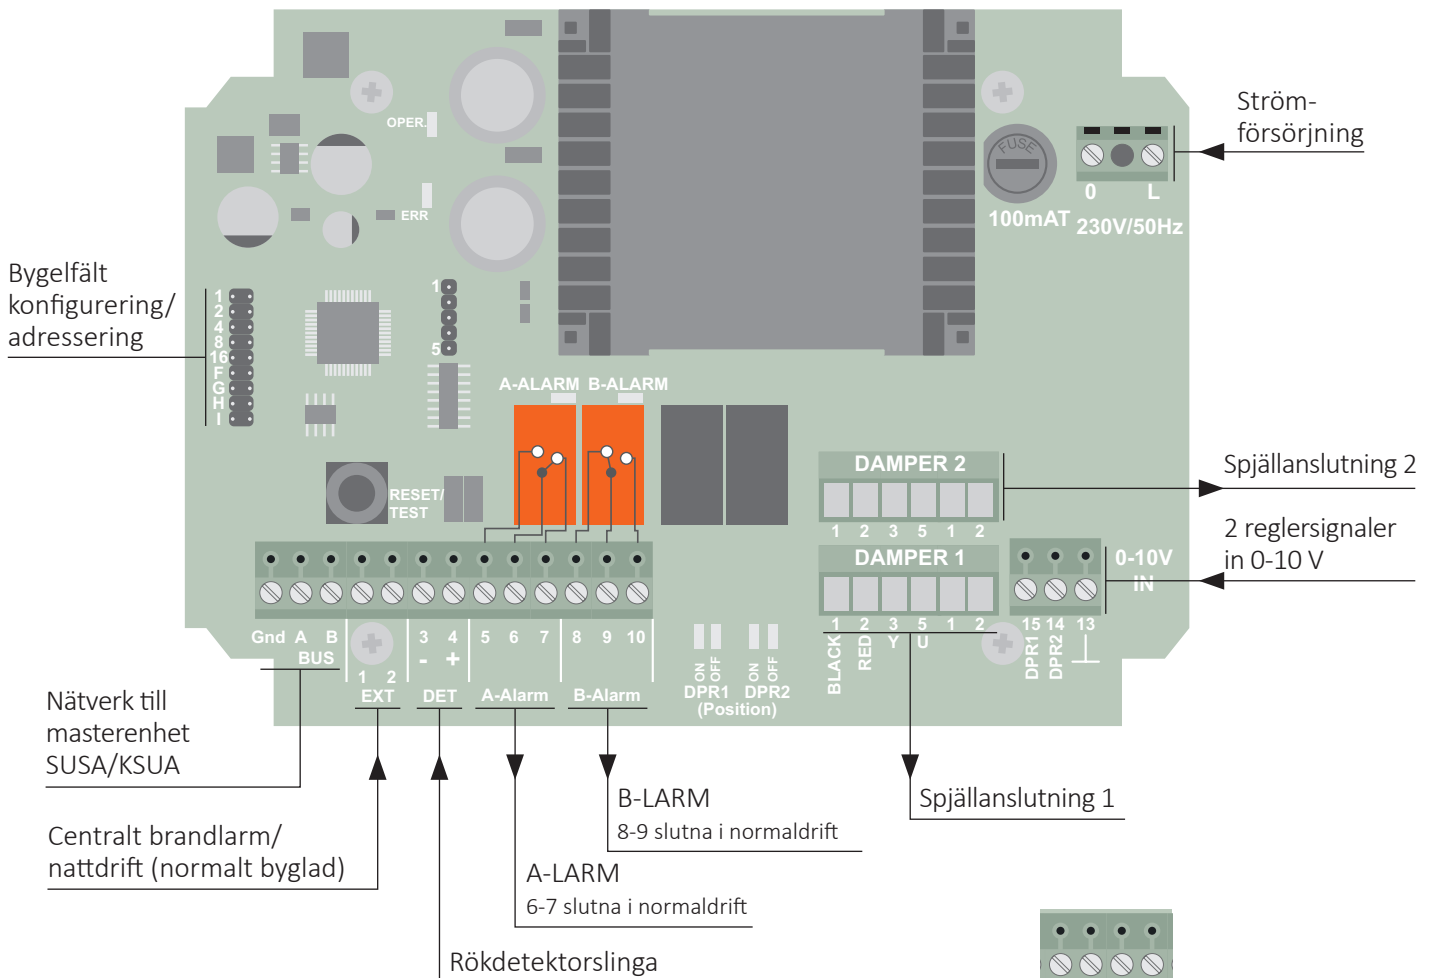 Ström-
försörjning
OPER.
ERR
FUSE
100mAT
0 L
230V/50Hz
Bygelfält
konfigurering/
adressering
1
2
4
8
16
F
G
H
I
1
5
A-ALARM B-ALARM
RESET/
TEST
DAMPER 2
1 2 3 5 1 2
Spjällanslutning 2
DAMPER 1
1 2 3 5 1 2
BLACK RED Y U
2 reglersignaler
in 0-10 V
0-10V
IN
15 14 13
DPR1 DPR2
Gnd A B
BUS
1 2
EXT
3 4
- +
DET
5 6 7
A-Alarm
8 9 10
B-Alarm
ON OFF ON OFF
DPR1 DPR2
(Position)
Nätverk till
masterenhet
SUSA/KSUA
Centralt brandlarm/
nattdrift (normalt byglad)
B-LARM
8-9 slutna i normaldrift
A-LARM
6-7 slutna i normaldrift
Spjällanslutning 1
Rökdetektorslinga